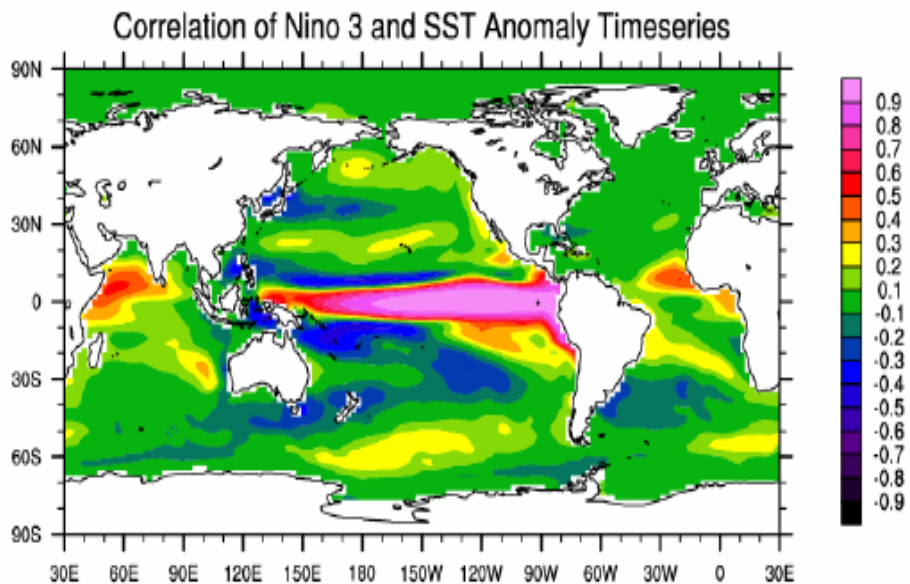 Correlation of Nino 3 and SST Anomaly Timeseries
90N
60N
30N
0
30S
60S
90S
30E 60E 90E 120E 150E 180 150W 120W 90W 60W 30W 0 30E
0.9
0.8
0.7
0.6
0.5
0.4
0.3
0.2
0.1
-0.1
-0.2
-0.3
-0.4
-0.5
-0.6
-0.7
-0.8
-0.9